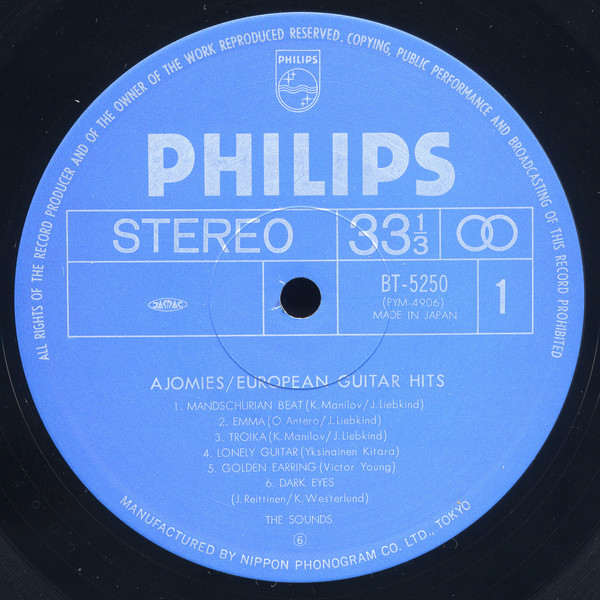 ALL RIGHTS OF THE RECORD PRODUCER AND OF THE OWNER OF THE WORK REPRODUCED RESERVED. COPYING, PUBLIC PERFORMANCE AND BROADCASTING OF THIS RECORD PROHIBITED
PHILIPS
PHILIPS
STEREO 33 1/3
BT-5250
(PYM-4906)
MADE IN JAPAN
1
JASRAC
AJOMIES/EUROPEAN GUITAR HITS
1. MANDSCHURIAN BEAT (K. Manilov/J. Liebkind)
2. EMMA (O Antero/J. Liebkind)
3. TROIKA (K. Manilov/J. Liebkind)
4. LONELY GUITAR (Yksinainen Kitara)
5. GOLDEN EARRING (Victor Young)
6. DARK EYES
(J. Reittinen/K. Westerlund)
THE SOUNDS
⑥
MANUFACTURED BY NIPPON PHONOGRAM CO. LTD., TOKYO